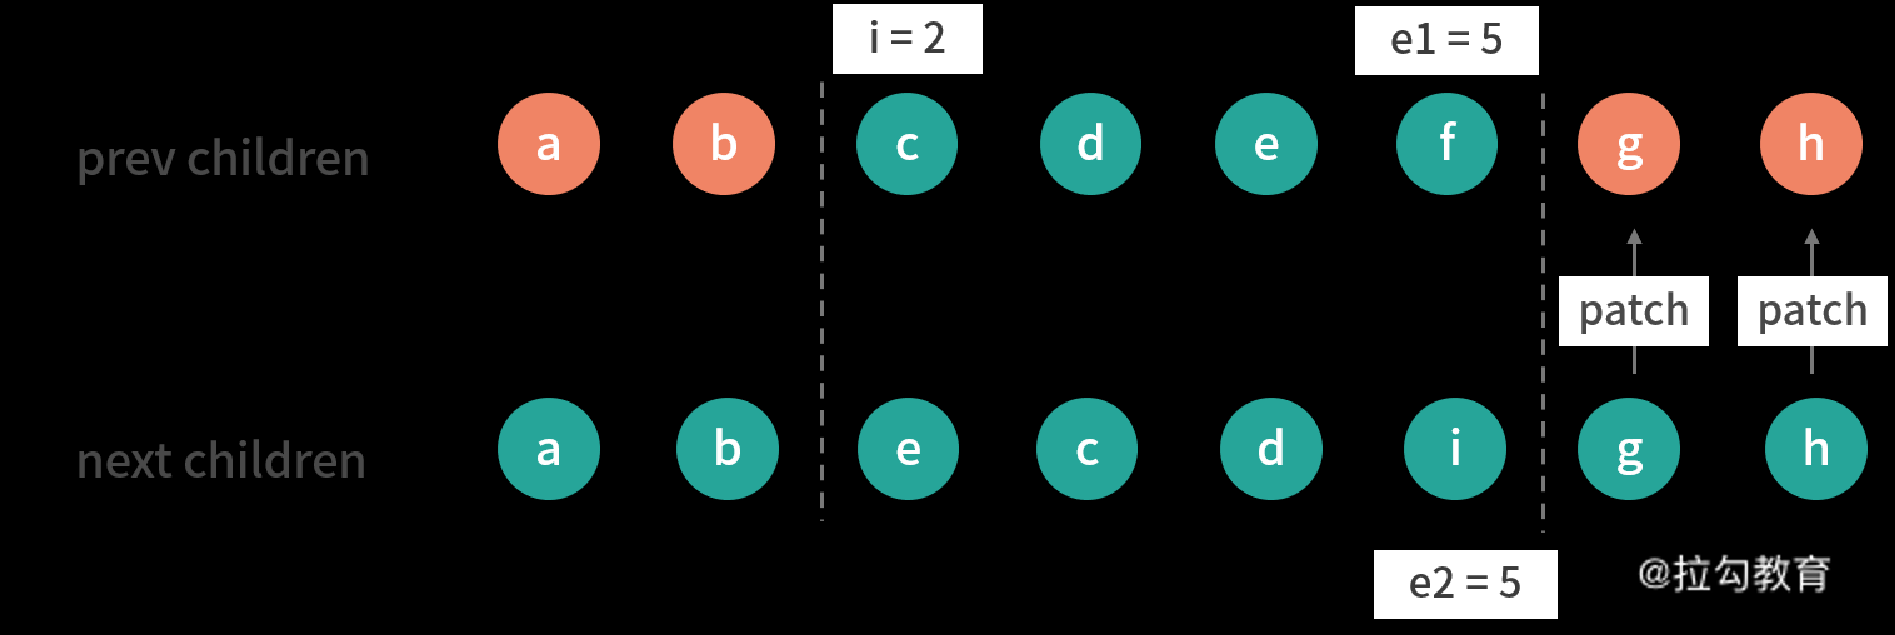 i = 2
e1 = 5
prev children
a b c d e f g h
patch patch
next children
a b e c d i g h
e2 = 5
@拉勾教育